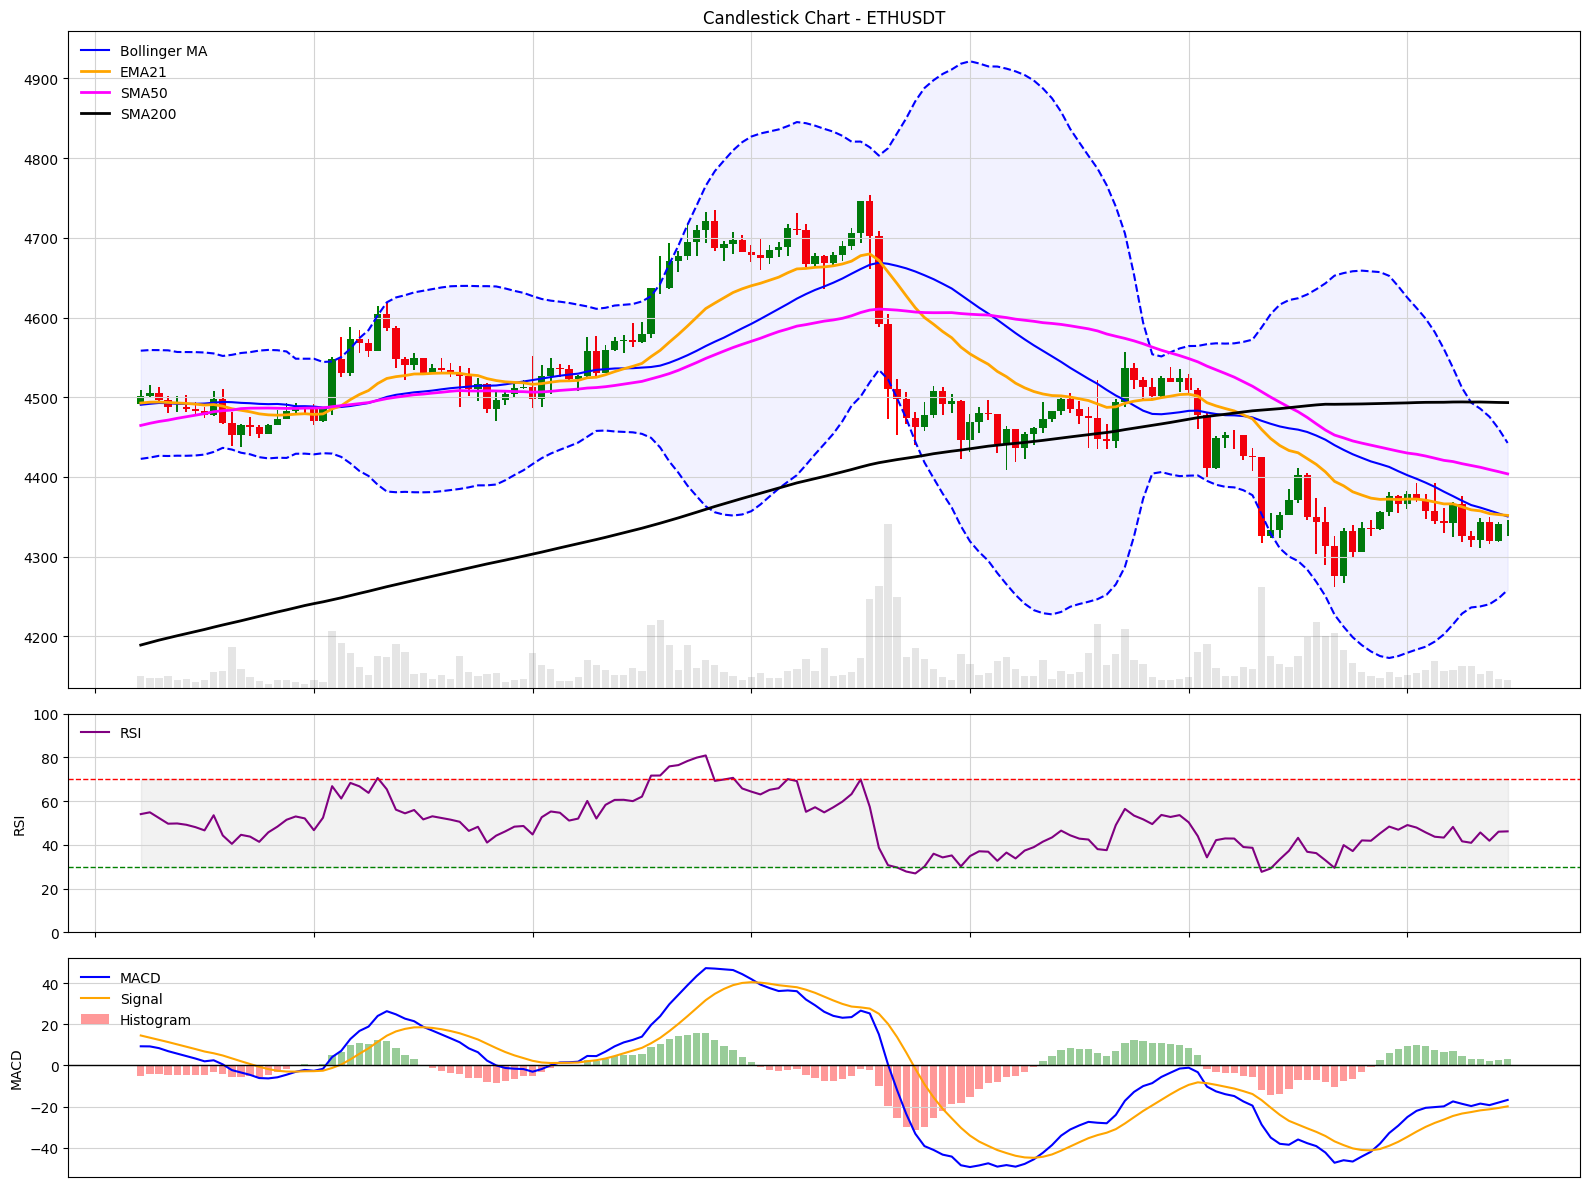 Candlestick Chart - ETHUSDT
Bollinger MA
EMA21
SMA50
SMA200
4900
4800
4700
4600
4500
4400
4300
4200
RSI
100
80
60
40
20
0
RSI
MACD
Signal
Histogram
40
20
0
−20
−40
MACD